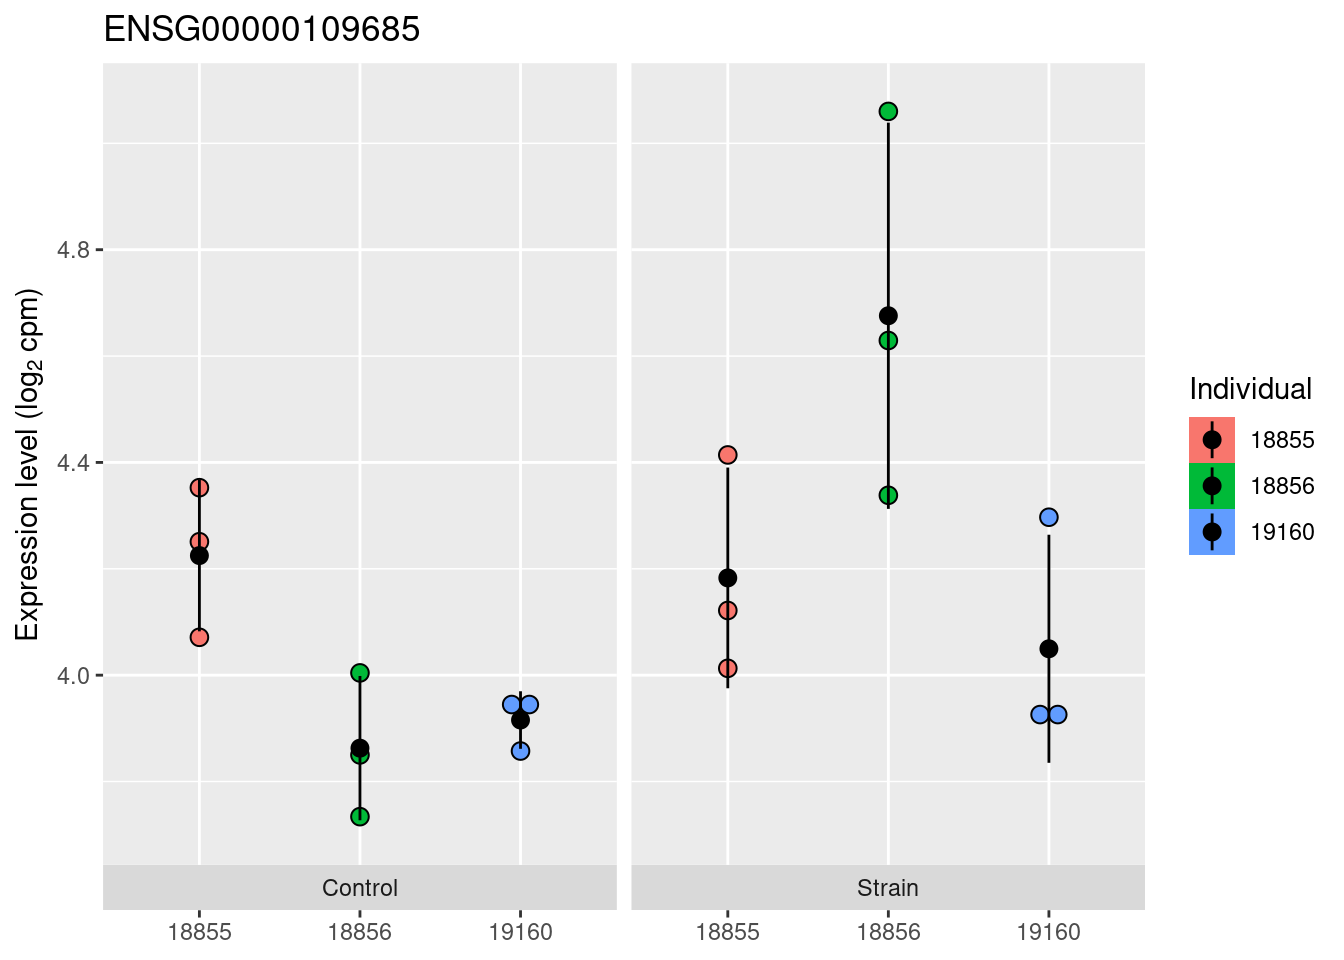 ENSG00000109685
Expression level (log₂ cpm)
4.8
4.4
4.0
Control
Strain
18855
18856
19160
18855
18856
19160
Individual
18855
18856
19160